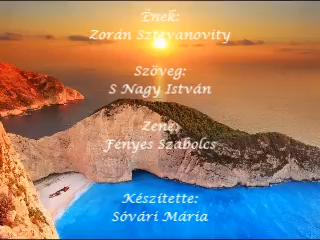 Ének:
Zorán Sztevanovity
Szöveg:
S Nagy István
Zene:
Fényes Szabolcs
Készítette:
Sóvári Mária